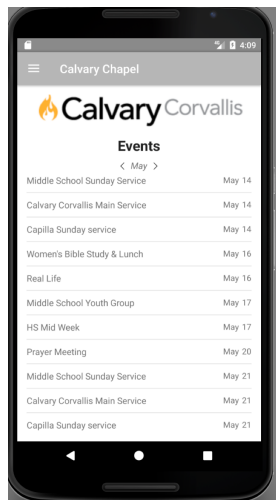 4:09
Calvary Chapel
Calvary Corvallis
Events
< May >
Middle School Sunday Service May 14
Calvary Corvallis Main Service May 14
Capilla Sunday service May 14
Women's Bible Study & Lunch May 16
Real Life May 16
Middle School Youth Group May 17
HS Mid Week May 17
Prayer Meeting May 20
Middle School Sunday Service May 21
Calvary Corvallis Main Service May 21
Capilla Sunday service May 21